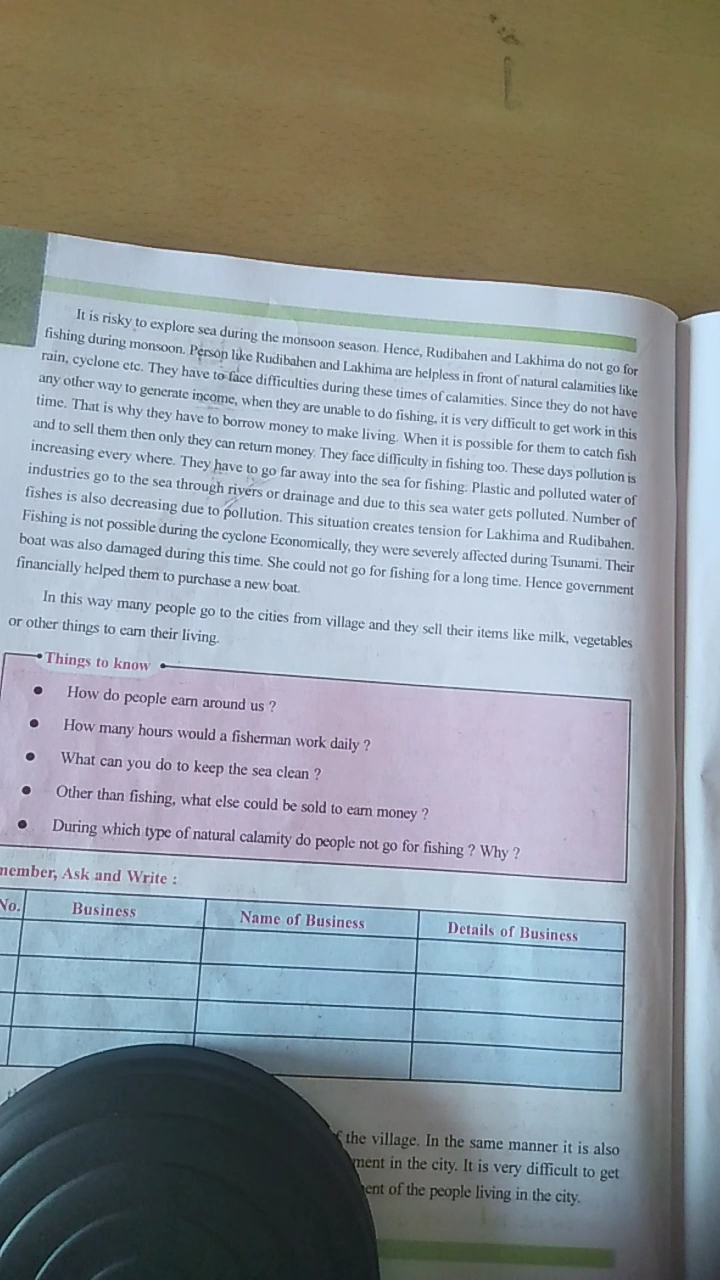 It is risky to explore sea during the monsoon season. Hence, Rudibahen and Lakhima do not go for
fishing during monsoon. Person like Rudibahen and Lakhima are helpless in front of natural calamities like
rain, cyclone etc. They have to face difficulties during these times of calamities. Since they do not have
any other way to generate income, when they are unable to do fishing, it is very difficult to get work in this
time. That is why they have to borrow money to make living. When it is possible for them to catch fish
and to sell them then only they can return money. They face difficulty in fishing too. These days pollution is
increasing every where. They have to go far away into the sea for fishing. Plastic and polluted water of
industries go to the sea through rivers or drainage and due to this sea water gets polluted. Number of
fishes is also decreasing due to pollution. This situation creates tension for Lakhima and Rudibahen.
Fishing is not possible during the cyclone Economically, they were severely affected during Tsunami. Their
boat was also damaged during this time. She could not go for fishing for a long time. Hence government
financially helped them to purchase a new boat.
In this way many people go to the cities from village and they sell their items like milk, vegetables
or other things to earn their living.
Things to know
• How do people earn around us ?
• How many hours would a fisherman work daily ?
• What can you do to keep the sea clean ?
• Other than fishing, what else could be sold to earn money ?
• During which type of natural calamity do people not go for fishing ? Why ?
Ask and Write :
No. Business Name of Business Details of Business
the village. In the same manner it is also
in the city. It is very difficult to get
of the people living in the city.